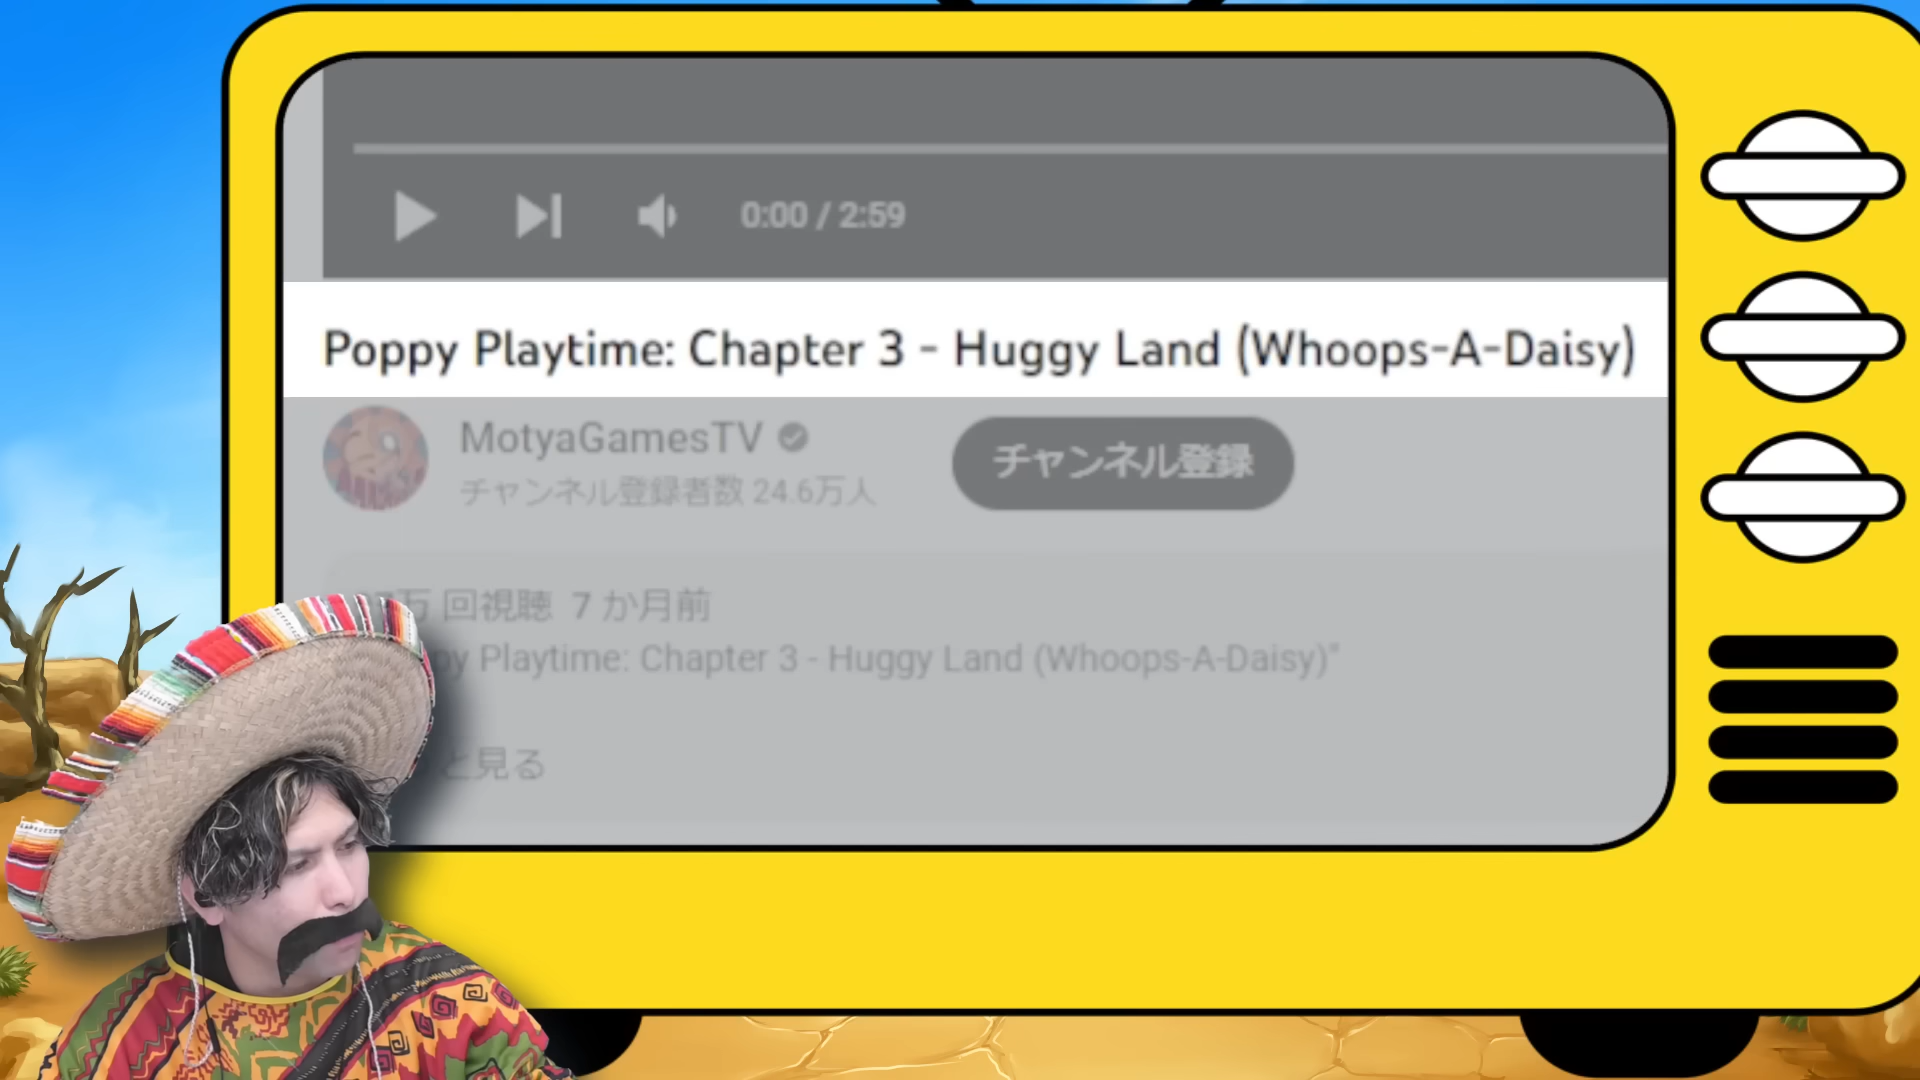 0:00 / 2:59
Poppy Playtime: Chapter 3 - Huggy Land (Whoops-A-Daisy)
MotyaGamesTV
チャンネル登録
チャンネル登録者数 24.6万人
万 回視聴 7 か月前
Playtime: Chapter 3 - Huggy Land (Whoops-A-Daisy)"
と見る